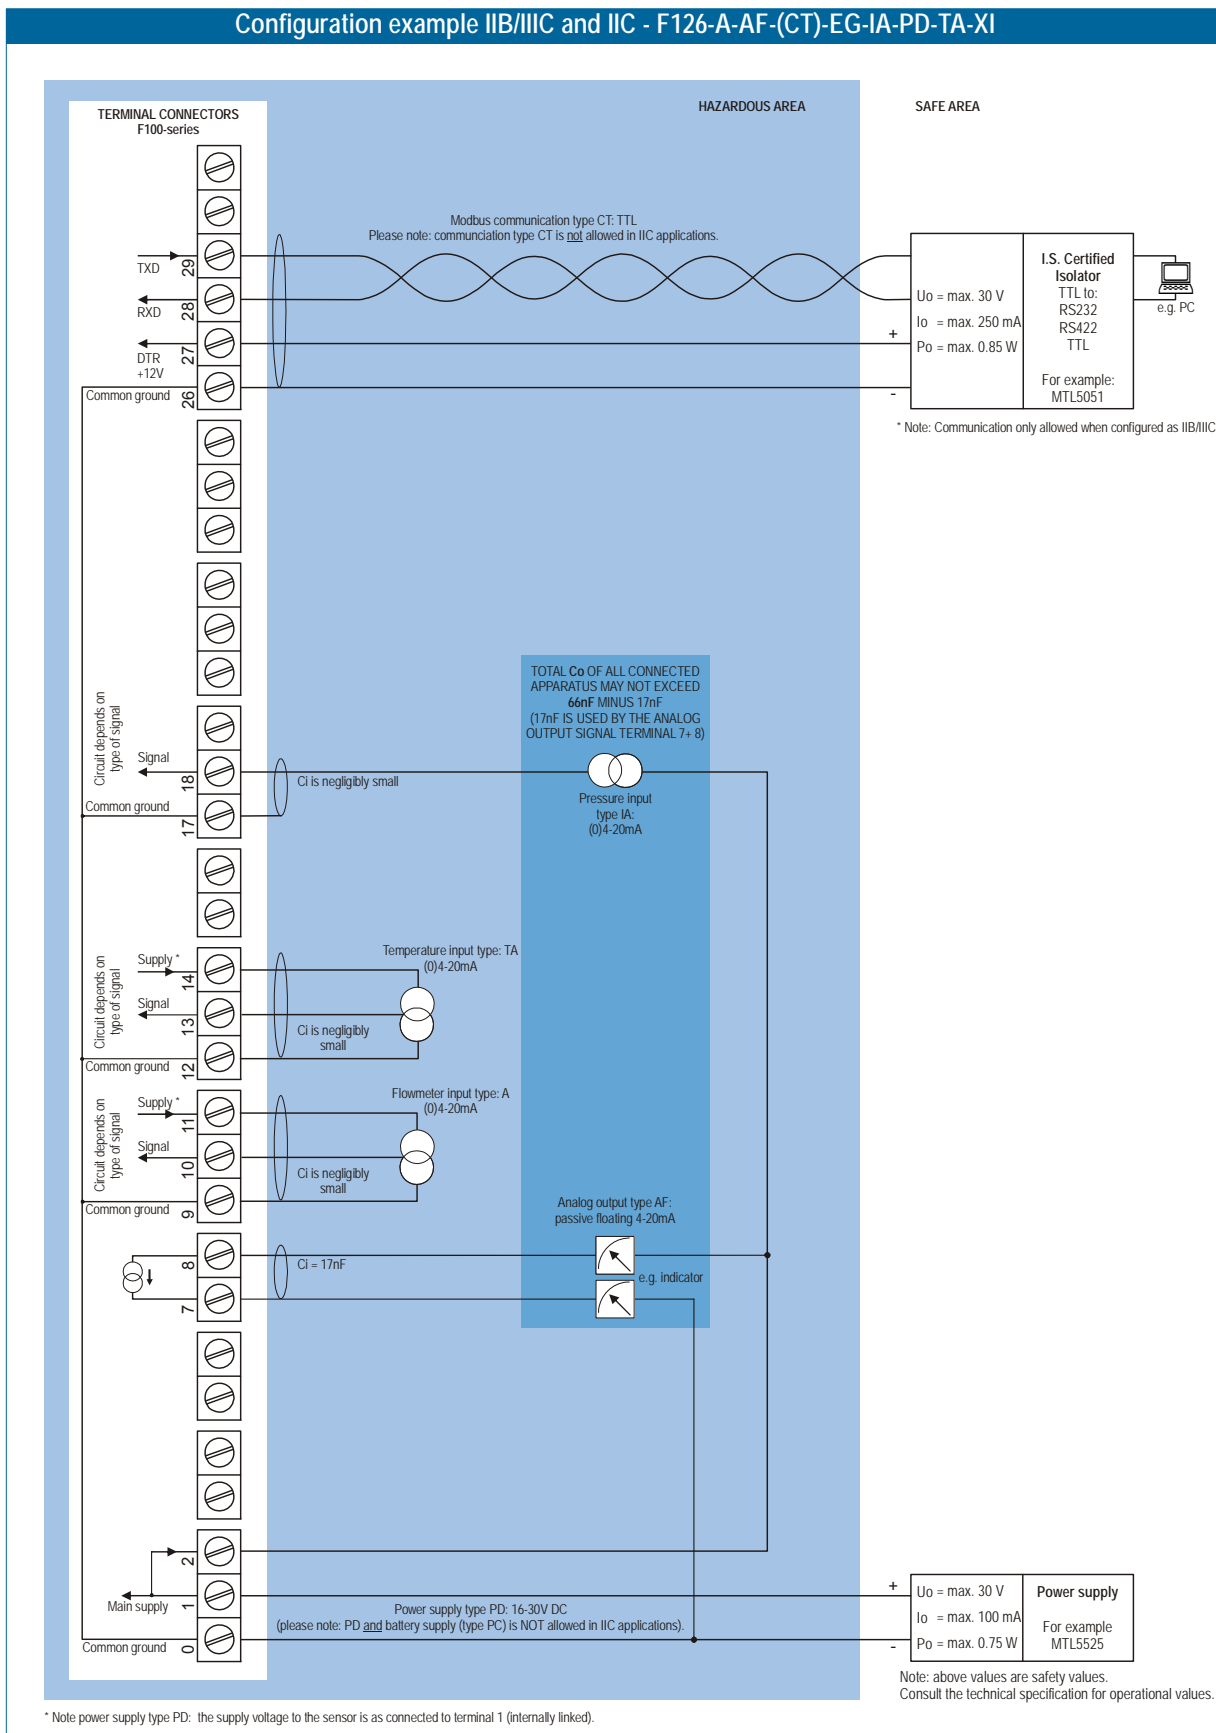 Configuration example IIB/IIIC and IIC - F126-A-AF-(CT)-EG-IA-PD-TA-XI
TERMINAL CONNECTORS
F100-series
HAZARDOUS AREA
SAFE AREA
Modbus communication type CT: TTL
Please note: communciation type CT is not allowed in IIC applications.
TXD
29
RXD
28
DTR
+12V
27
Common ground
26
+
-
Uo = max. 30 V
Io = max. 250 mA
Po = max. 0.85 W
I.S. Certified
Isolator
TTL to:
RS232
RS422
TTL
For example:
MTL5051
e.g. PC
* Note: Communication only allowed when configured as IIB/IIIC
TOTAL Co OF ALL CONNECTED
APPARATUS MAY NOT EXCEED
66nF MINUS 17nF
(17nF IS USED BY THE ANALOG
OUTPUT SIGNAL TERMINAL 7+ 8)
Circuit depends on
type of signal
Signal
18
Common ground
17
Ci is negligibly small
Pressure input
type IA:
(0)4-20mA
Circuit depends on
type of signal
Supply *
14
Signal
13
Common ground
12
Temperature input type: TA
(0)4-20mA
Ci is negligibly
small
Circuit depends on
type of signal
Supply *
11
Signal
10
Common ground
9
Flowmeter input type: A
(0)4-20mA
Ci is negligibly
small
Analog output type AF:
passive floating 4-20mA
8
Ci = 17nF
e.g. indicator
7
2
Main supply
1
Common ground
0
Power supply type PD: 16-30V DC
(please note: PD and battery supply (type PC) is NOT allowed in IIC applications).
+
-
Uo = max. 30 V
Io = max. 100 mA
Po = max. 0.75 W
Power supply
For example
MTL5525
Note: above values are safety values.
Consult the technical specification for operational values.
* Note power supply type PD: the supply voltage to the sensor is as connected to terminal 1 (internally linked).